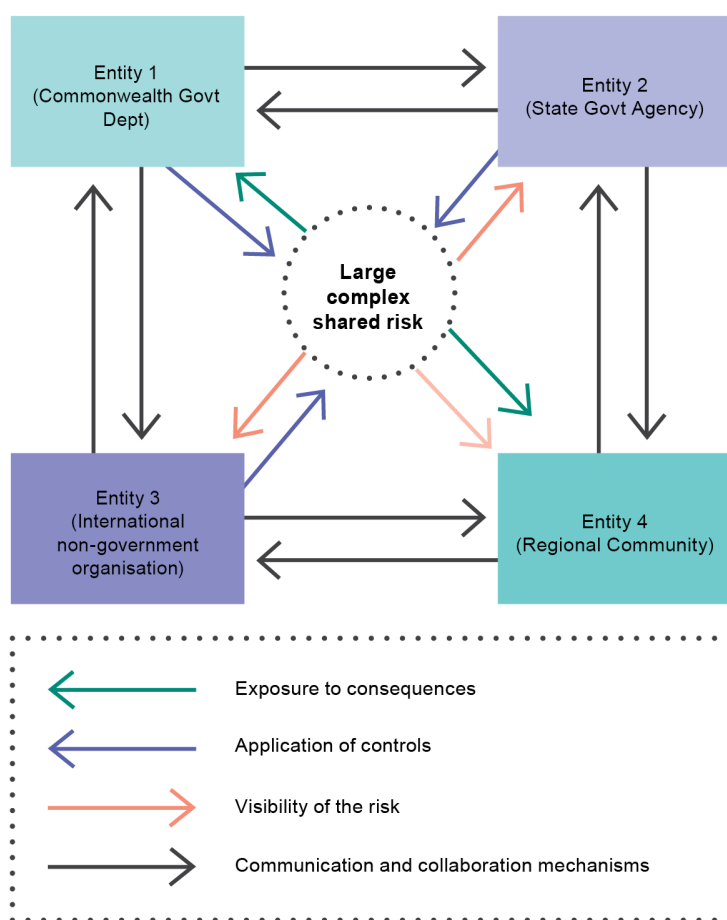 Entity 1
(Commonwealth Govt
Dept)
Entity 2
(State Govt Agency)
Large
complex
shared risk
Entity 3
(International
non-government
organisation)
Entity 4
(Regional Community)
Exposure to consequences
Application of controls
Visibility of the risk
Communication and collaboration mechanisms